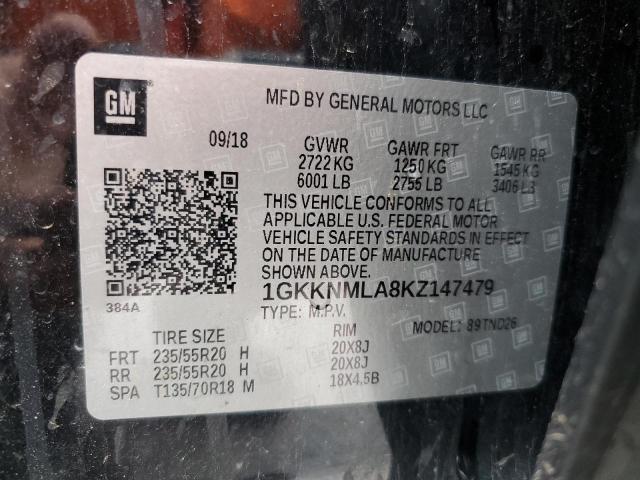 GM
MFD BY GENERAL MOTORS LLC
09/18 GVWR GAWR FRT GAWR RR
2722 KG 1250 KG 1545 KG
6001 LB 2755 LB 3406 LB
THIS VEHICLE CONFORMS TO ALL
APPLICABLE U.S. FEDERAL MOTOR
VEHICLE SAFETY STANDARDS IN EFFECT
ON THE DATE OF MANUFACTURE
SHOWN ABOVE.
384A 1GKKNMLA8KZ147479
TYPE: M.P.V. MODEL: 89TND26
TIRE SIZE RIM
FRT 235/55R20 H 20X8J
RR 235/55R20 H 20X8J
SPA T135/70R18 M 18X4.5B